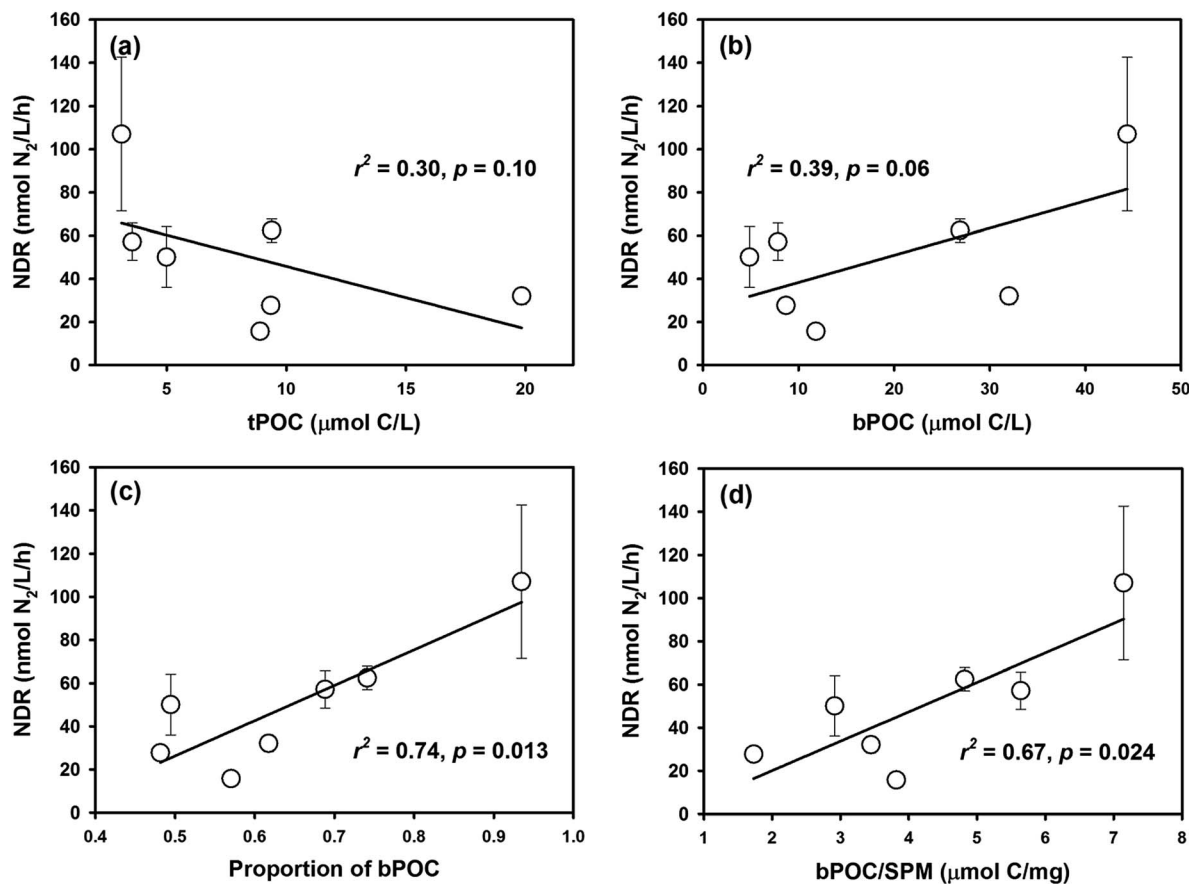 (a)
r² = 0.30, p = 0.10
NDR (nmol N₂/L/h)
160
140
120
100
80
60
40
20
0
5 10 15 20
tPOC (μmol C/L)
(b)
r² = 0.39, p = 0.06
NDR (nmol N₂/L/h)
160
140
120
100
80
60
40
20
0
0 10 20 30 40 50
bPOC (μmol C/L)
(c)
r² = 0.74, p = 0.013
NDR (nmol N₂/L/h)
160
140
120
100
80
60
40
20
0
0.4 0.5 0.6 0.7 0.8 0.9 1.0
Proportion of bPOC
(d)
r² = 0.67, p = 0.024
NDR (nmol N₂/L/h)
160
140
120
100
80
60
40
20
0
1 2 3 4 5 6 7 8
bPOC/SPM (μmol C/mg)